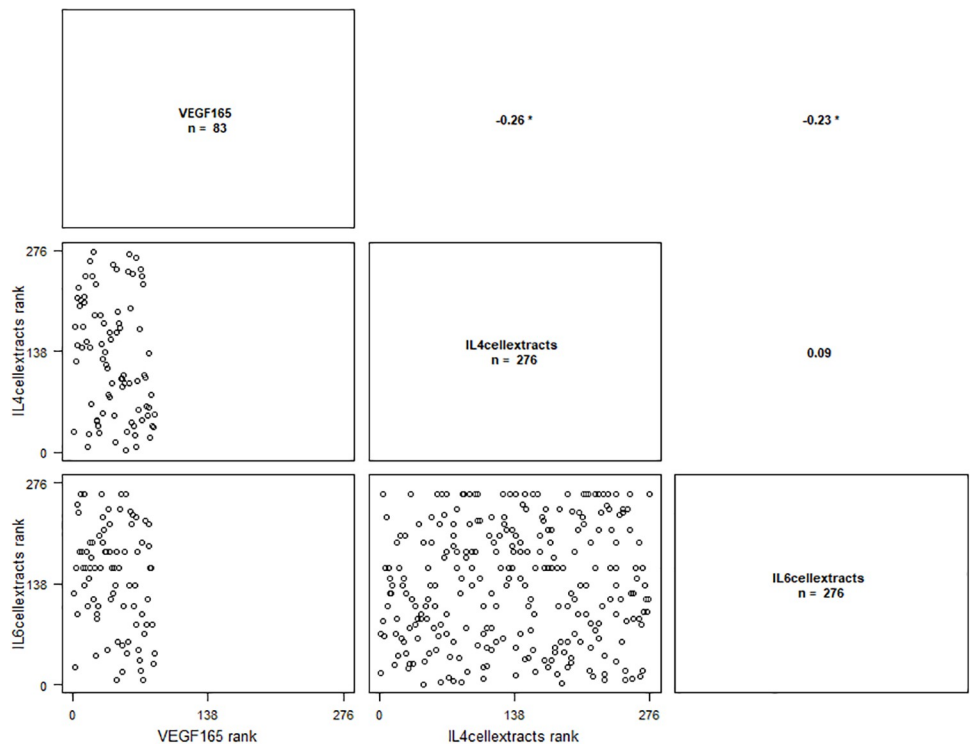 VEGF165
n = 83
-0.26 *
-0.23 *
276
138
0
IL4cellextracts rank
IL4cellextracts
n = 276
0.09
276
138
0
IL6cellextracts rank
IL6cellextracts
n = 276
0 138 276
0 138 276
VEGF165 rank
IL4cellextracts rank